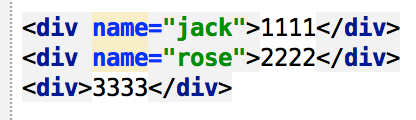 <div name="jack">1111</div>
<div name="rose">2222</div>
<div>3333</div>